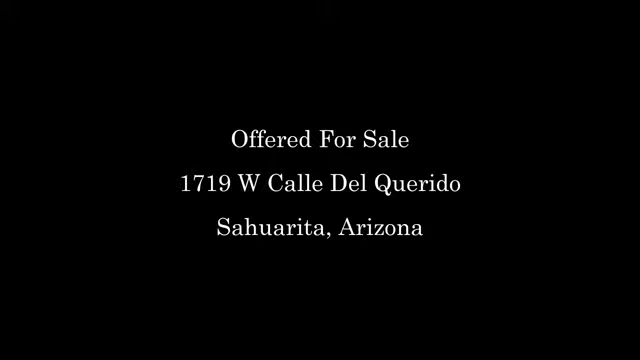 Offered For Sale
1719 W Calle Del Querido
Sahuarita, Arizona